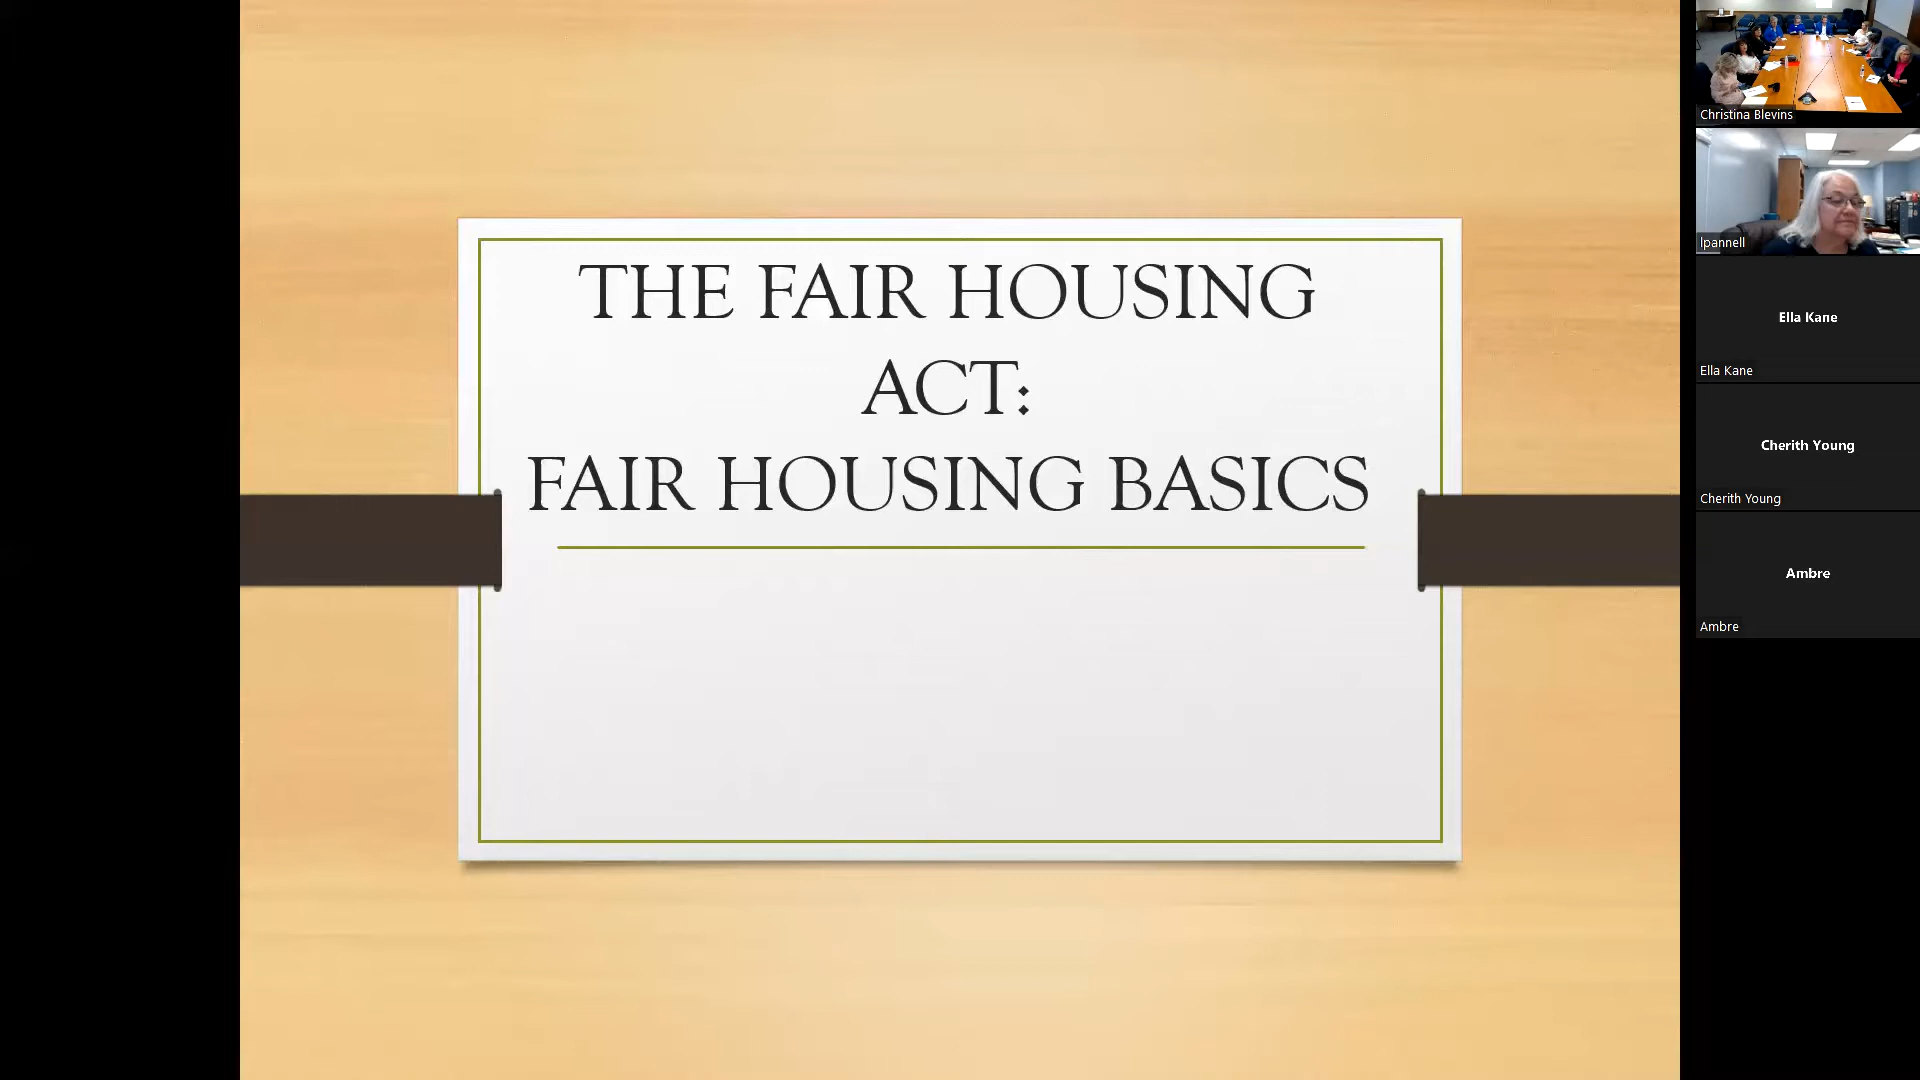 THE FAIR HOUSING
ACT:
FAIR HOUSING BASICS
Christina Blevins
lpannell
Ella Kane
Ella Kane
Cherith Young
Cherith Young
Ambre
Ambre